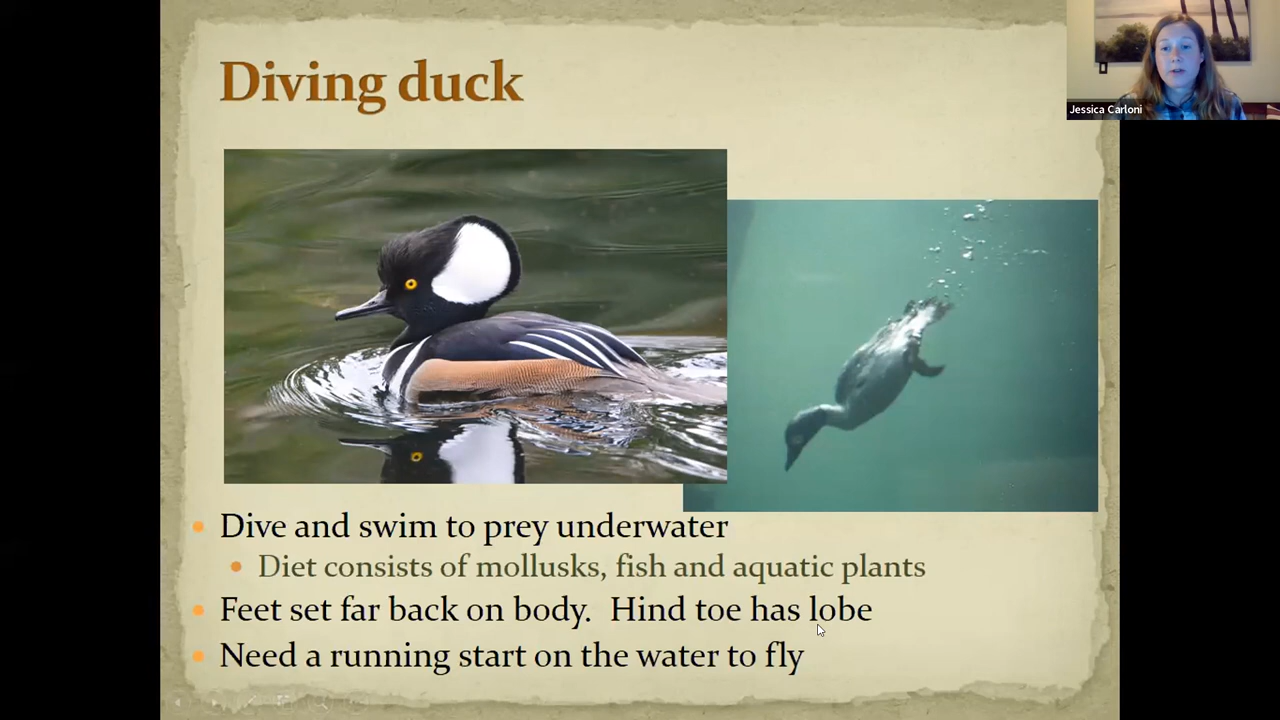 Diving duck
Jessica Carloni
Dive and swim to prey underwater
Diet consists of mollusks, fish and aquatic plants
Feet set far back on body.  Hind toe has lobe
Need a running start on the water to fly